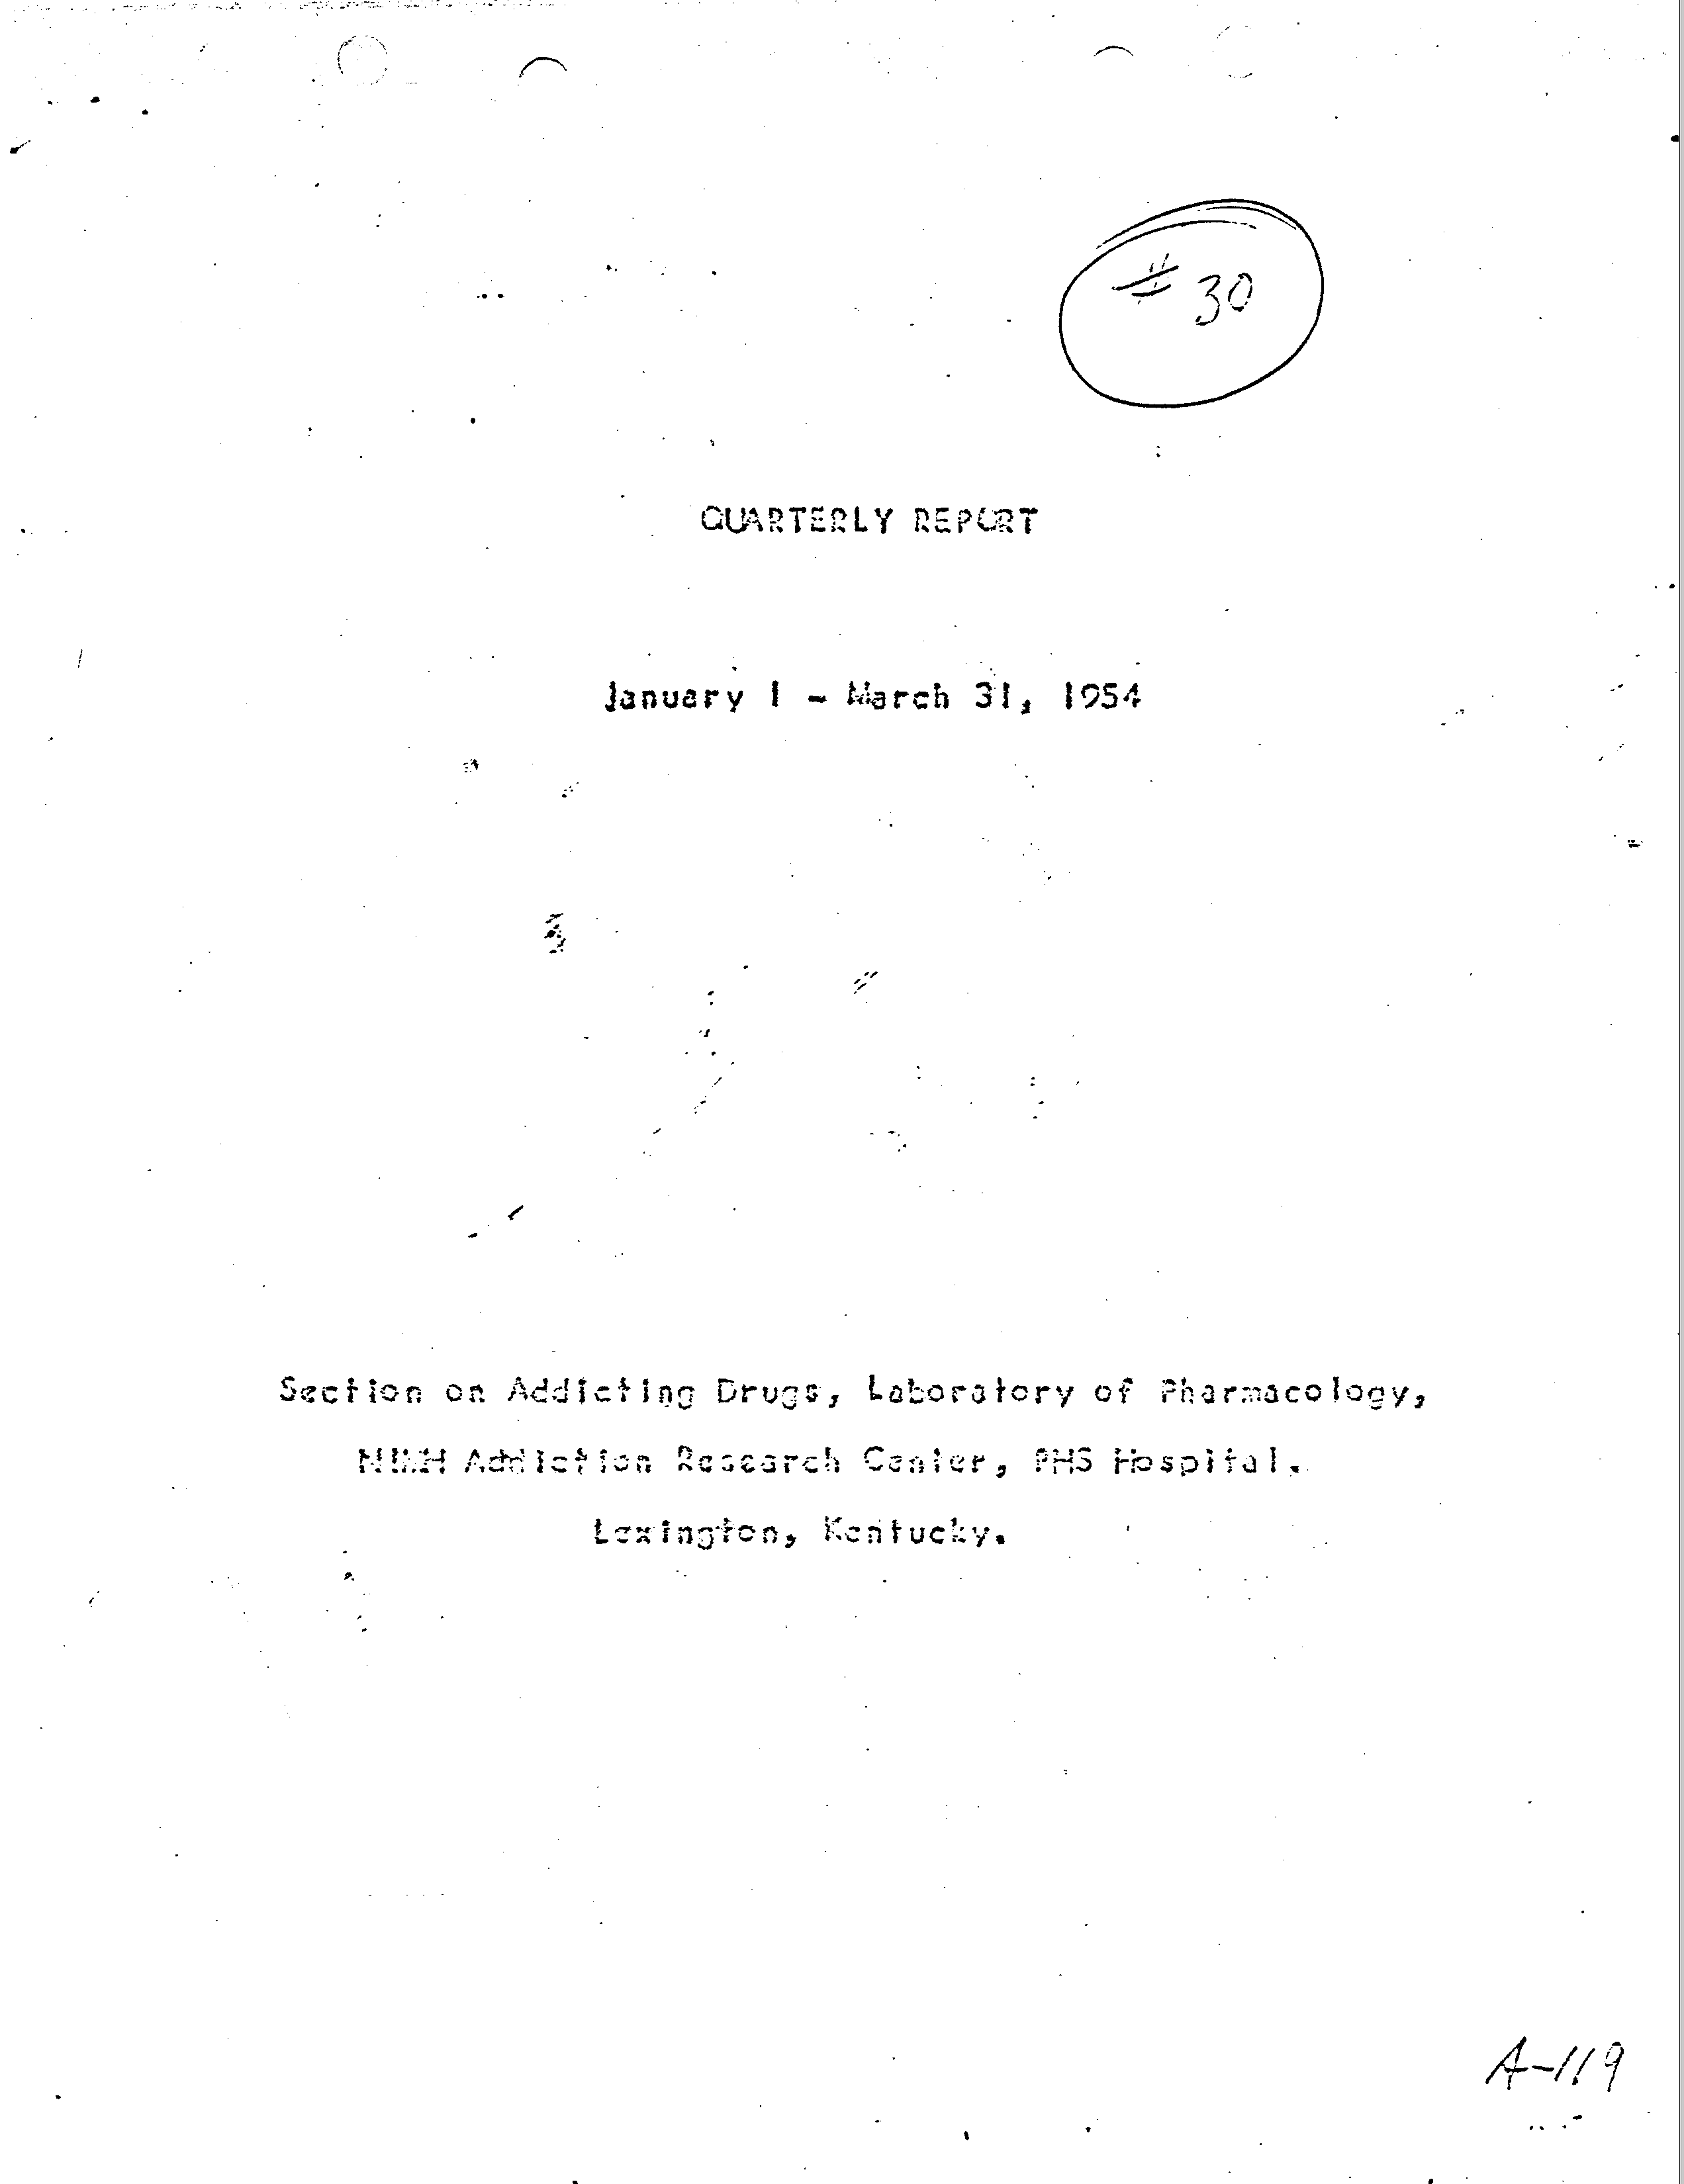 # 30
QUARTERLY REPORT
January 1 - March 31, 1954
Section on Addicting Drugs, Laboratory of Pharmacology,
NIMH Addiction Research Center, PHS Hospital.
Lexington, Kentucky.
A-119